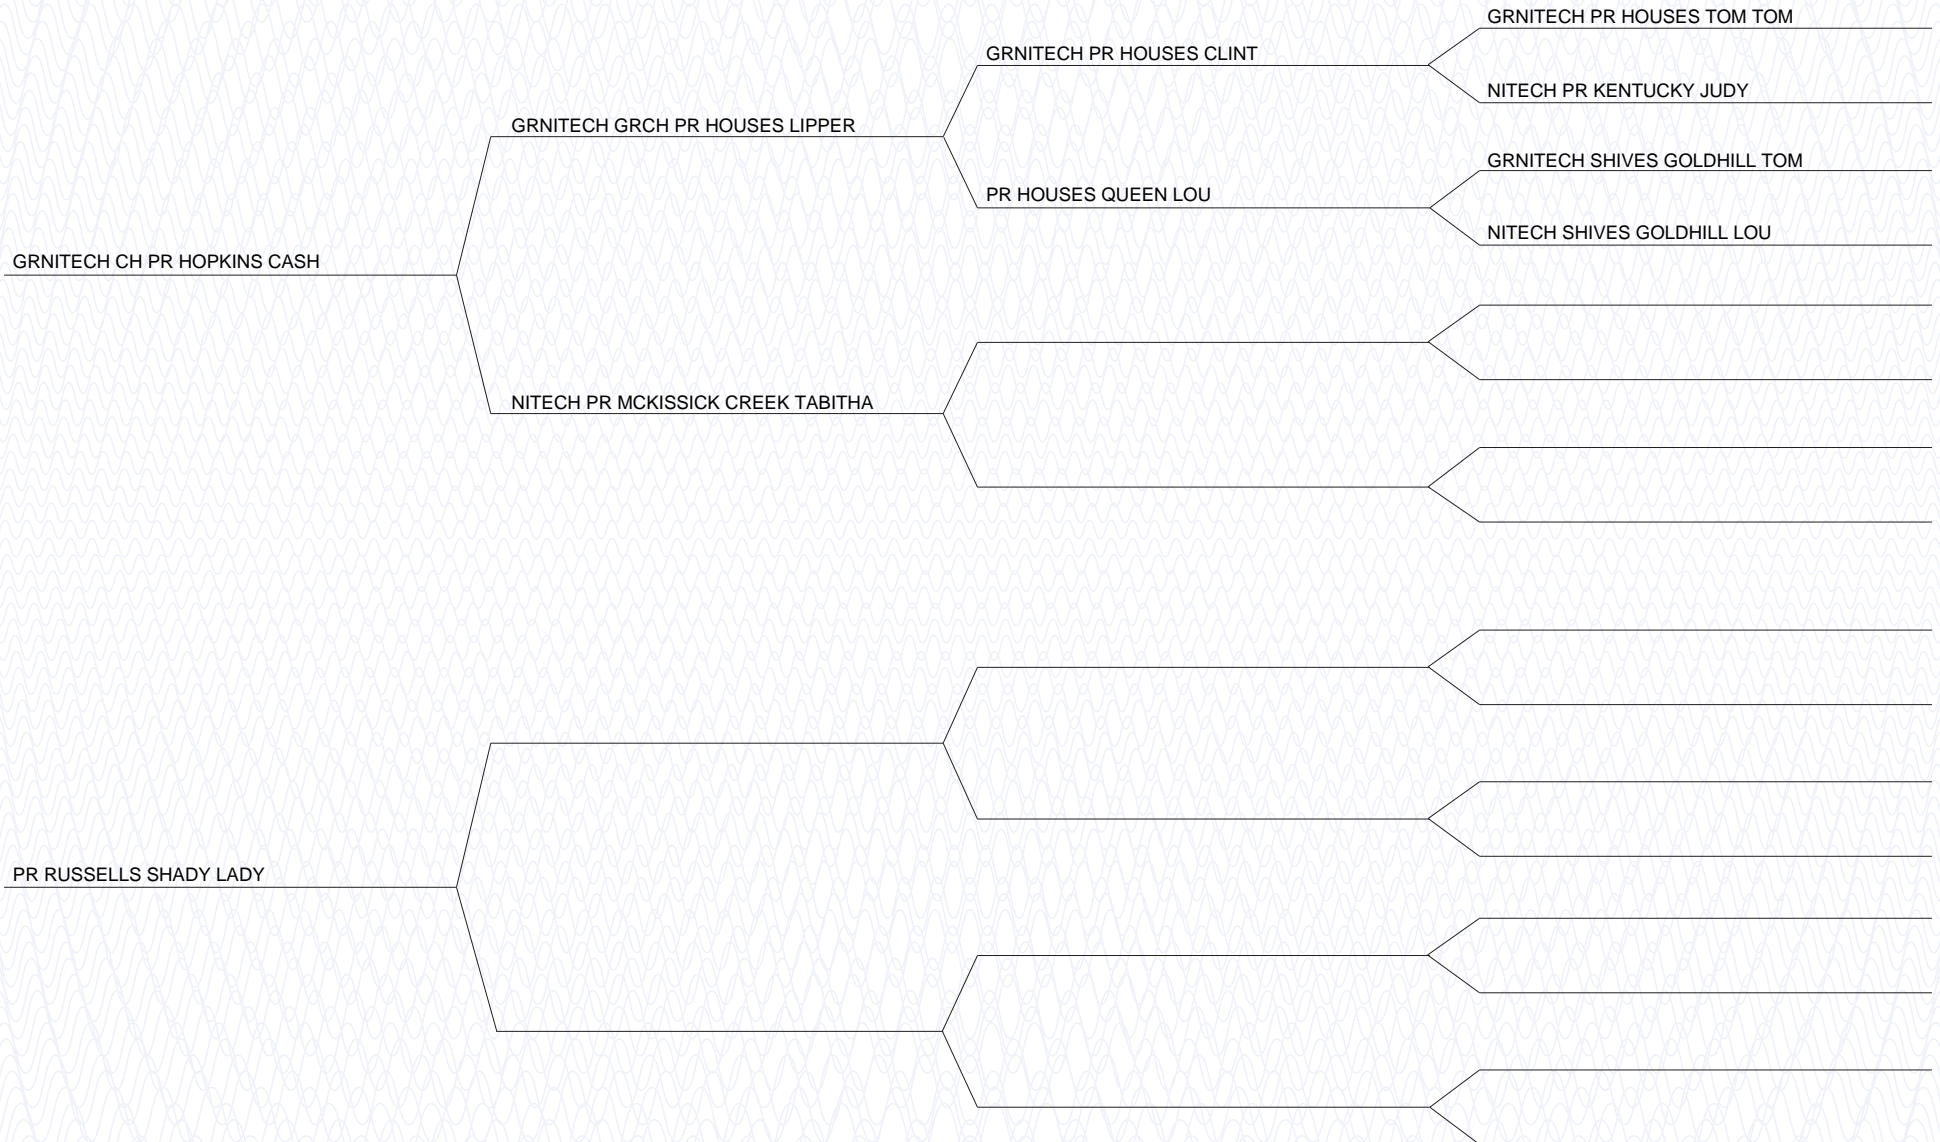 GRNITECH PR HOUSES TOM TOM
GRNITECH PR HOUSES CLINT
NITECH PR KENTUCKY JUDY
GRNITECH GRCH PR HOUSES LIPPER
GRNITECH SHIVES GOLDHILL TOM
PR HOUSES QUEEN LOU
NITECH SHIVES GOLDHILL LOU
GRNITECH CH PR HOPKINS CASH
NITECH PR MCKISSICK CREEK TABITHA
PR RUSSELLS SHADY LADY